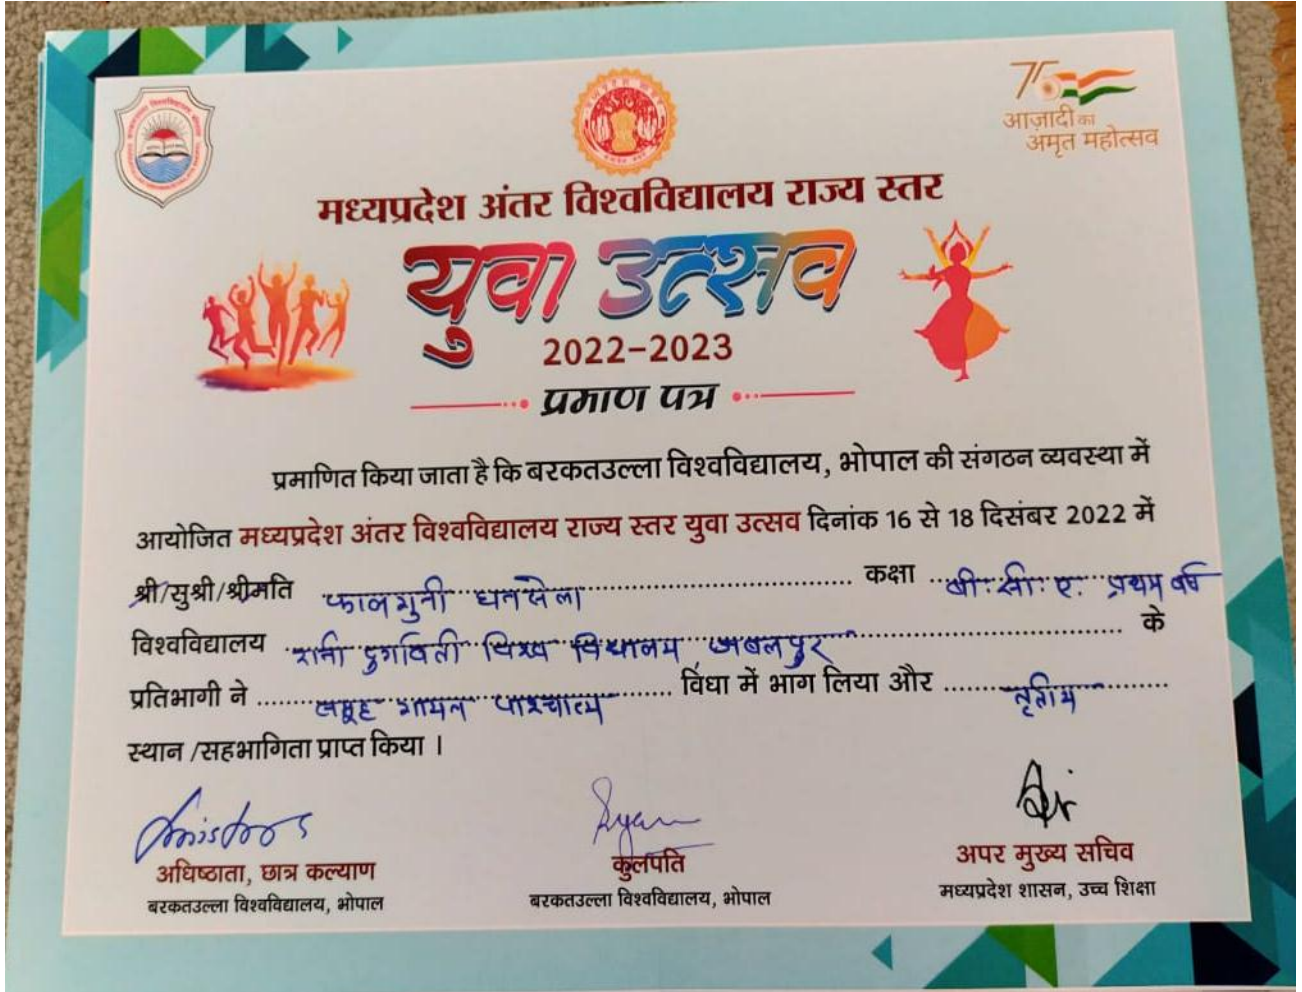 75
आज़ादी का
अमृत महोत्सव
मध्यप्रदेश अंतर विश्वविद्यालय राज्य स्तर
युवा उत्सव
2022-2023
प्रमाण पत्र
प्रमाणित किया जाता है कि बरकतउल्ला विश्वविद्यालय, भोपाल की संगठन व्यवस्था में
आयोजित मध्यप्रदेश अंतर विश्वविद्यालय राज्य स्तर युवा उत्सव दिनांक 16 से 18 दिसंबर 2022 में
श्री/सुश्री/श्रीमति फालगुनी धनसेला कक्षा बी.सी.ए. प्रथम वर्ष
विश्वविद्यालय रानी दुर्गावती विश्व विद्यालय जबलपुर के
प्रतिभागी ने समूह गायन पाश्चात्य विधा में भाग लिया और तृतीय
स्थान /सहभागिता प्राप्त किया ।
अधिष्ठाता, छात्र कल्याण
बरकतउल्ला विश्वविद्यालय, भोपाल
कुलपति
बरकतउल्ला विश्वविद्यालय, भोपाल
अपर मुख्य सचिव
मध्यप्रदेश शासन, उच्च शिक्षा